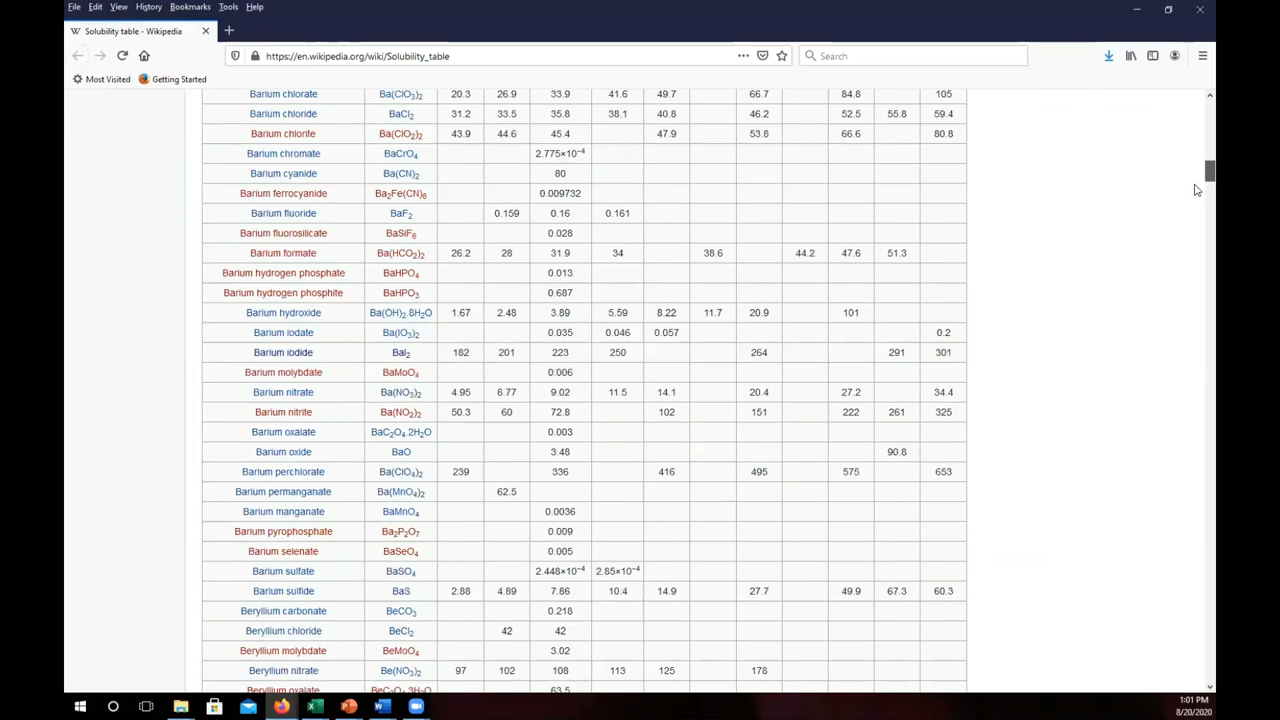 File Edit View History Bookmarks Tools Help
Solubility table - Wikipedia
https://en.wikipedia.org/wiki/Solubility_table
Search
Most Visited Getting Started
Barium chlorate Ba(ClO3)2 20.3 26.9 33.9 41.6 49.7 66.7 84.8 105
Barium chloride BaCl2 31.2 33.5 35.8 38.1 40.8 46.2 52.5 55.8 59.4
Barium chlorite Ba(ClO2)2 43.9 44.6 45.4 47.9 53.8 66.6 80.8
Barium chromate BaCrO4 2.775×10−4
Barium cyanide Ba(CN)2 80
Barium ferrocyanide Ba2Fe(CN)6 0.009732
Barium fluoride BaF2 0.159 0.16 0.161
Barium fluorosilicate BaSiF6 0.028
Barium formate Ba(HCO2)2 26.2 28 31.9 34 38.6 44.2 47.6 51.3
Barium hydrogen phosphate BaHPO4 0.013
Barium hydrogen phosphite BaHPO3 0.687
Barium hydroxide Ba(OH)2.8H2O 1.67 2.48 3.89 5.59 8.22 11.7 20.9 101
Barium iodate Ba(IO3)2 0.035 0.046 0.057 0.2
Barium iodide BaI2 182 201 223 250 264 291 301
Barium molybdate BaMoO4 0.006
Barium nitrate Ba(NO3)2 4.95 6.77 9.02 11.5 14.1 20.4 27.2 34.4
Barium nitrite Ba(NO2)2 50.3 60 72.8 102 151 222 261 325
Barium oxalate BaC2O4.2H2O 0.003
Barium oxide BaO 3.48 90.8
Barium perchlorate Ba(ClO4)2 239 336 416 495 575 653
Barium permanganate Ba(MnO4)2 62.5
Barium manganate BaMnO4 0.0036
Barium pyrophosphate Ba2P2O7 0.009
Barium selenate BaSeO4 0.005
Barium sulfate BaSO4 2.448×10−4 2.85×10−4
Barium sulfide BaS 2.88 4.89 7.86 10.4 14.9 27.7 49.9 67.3 60.3
Beryllium carbonate BeCO3 0.218
Beryllium chloride BeCl2 42 42
Beryllium molybdate BeMoO4 3.02
Beryllium nitrate Be(NO3)2 97 102 108 113 125 178
Beryllium oxalate BeC2O4.3H2O 63.5
1:01 PM
8/20/2020